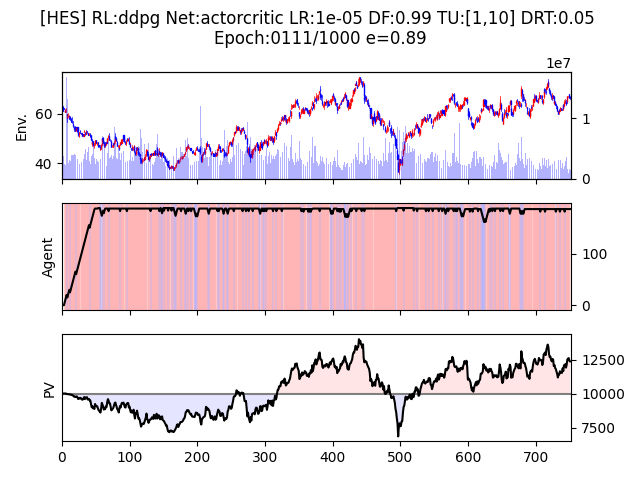 [HES] RL:ddpg Net:actorcritic LR:1e-05 DF:0.99 TU:[1,10] DRT:0.05
Epoch:0111/1000 e=0.89
1e7
Env.
60
40
1
0
Agent
100
0
PV
12500
10000
7500
0 100 200 300 400 500 600 700